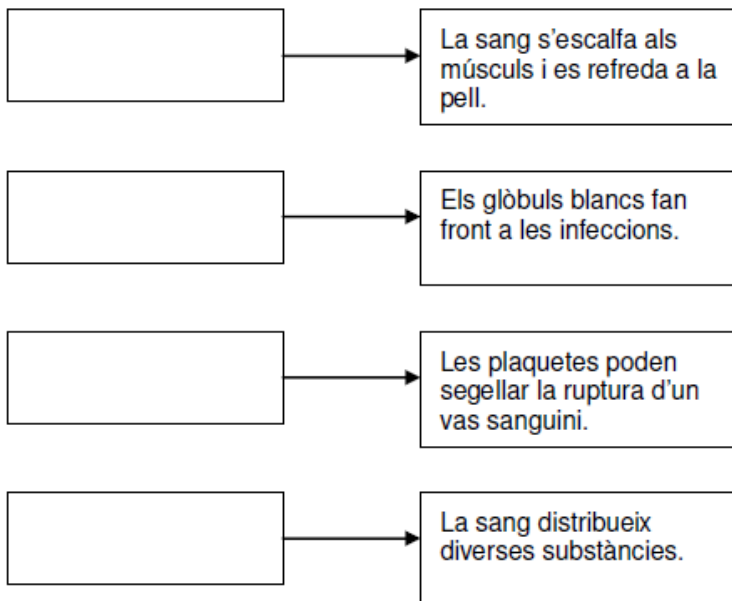 La sang s’escalfa als
músculs i es refreda a la
pell.
Els glòbuls blancs fan
front a les infeccions.
Les plaquetes poden
segellar la ruptura d’un
vas sanguini.
La sang distribueix
diverses substàncies.